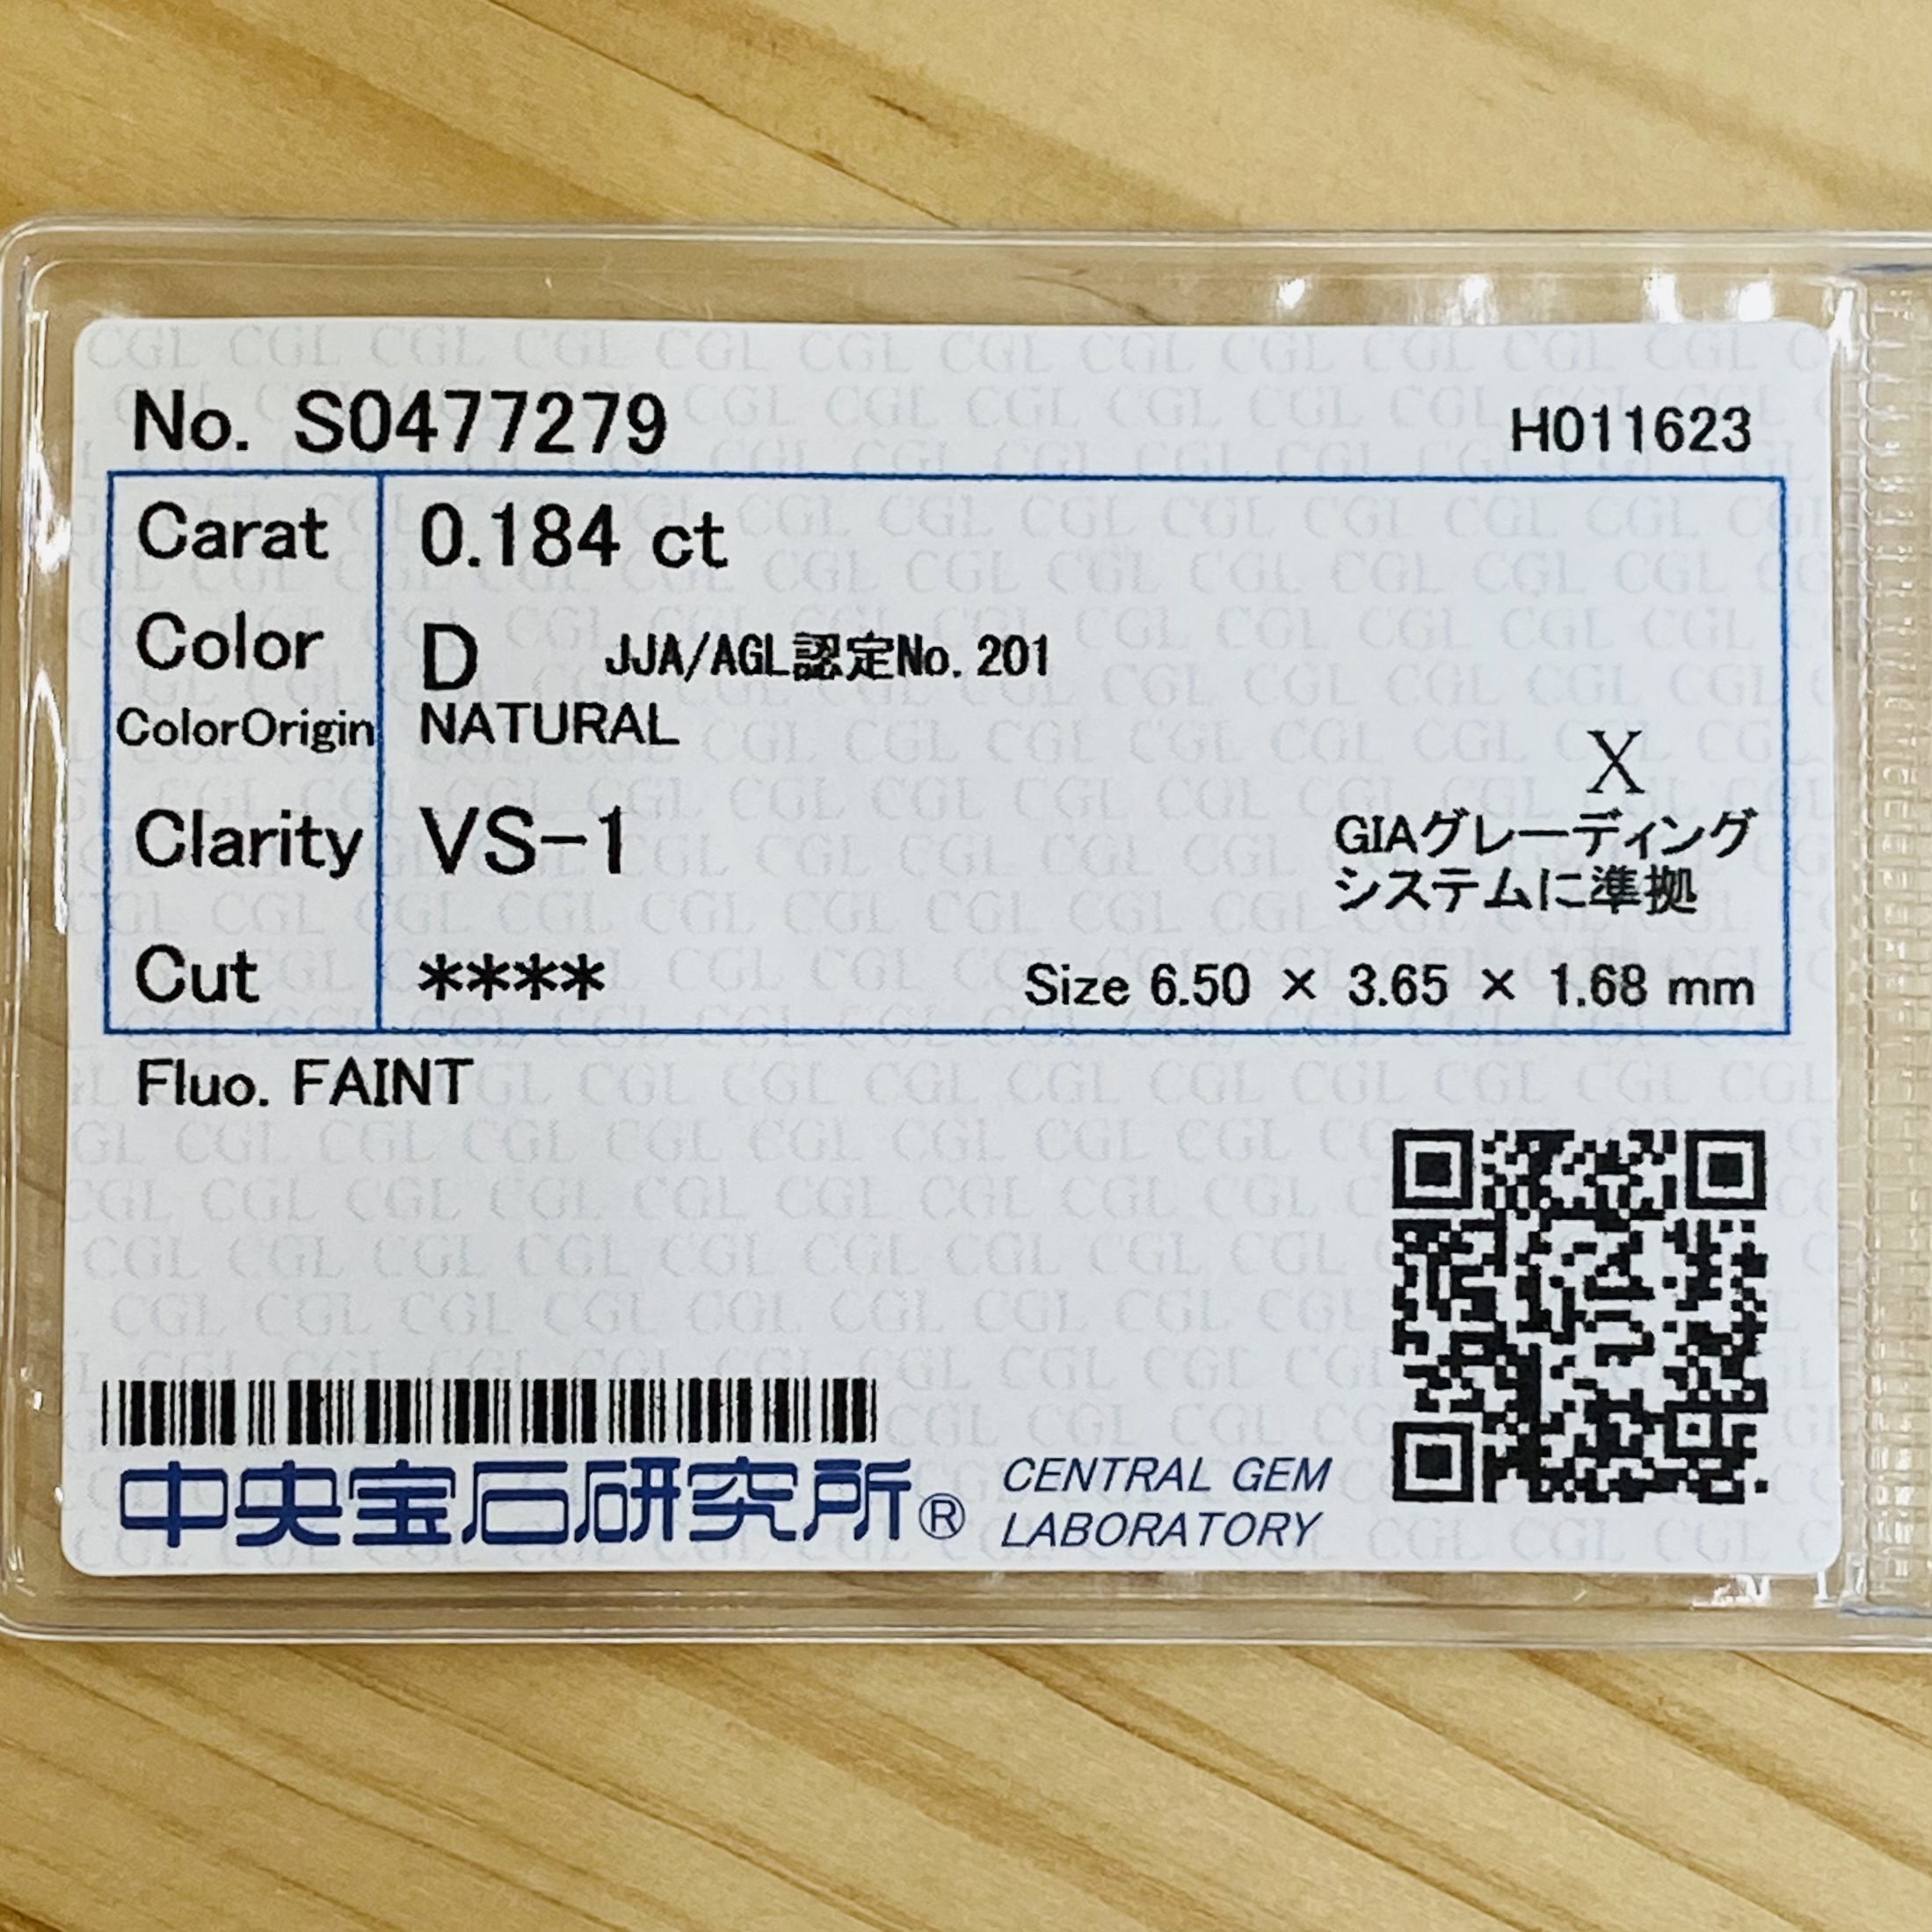 No. S0477279 H011623
Carat 0.184 ct
Color D JJA/AGL認定No. 201
ColorOrigin NATURAL
X
Clarity VS-1 GIAグレーディング
システムに準拠
Cut **** Size 6.50 × 3.65 × 1.68 mm
Fluo. FAINT
中央宝石研究所® CENTRAL GEM
LABORATORY